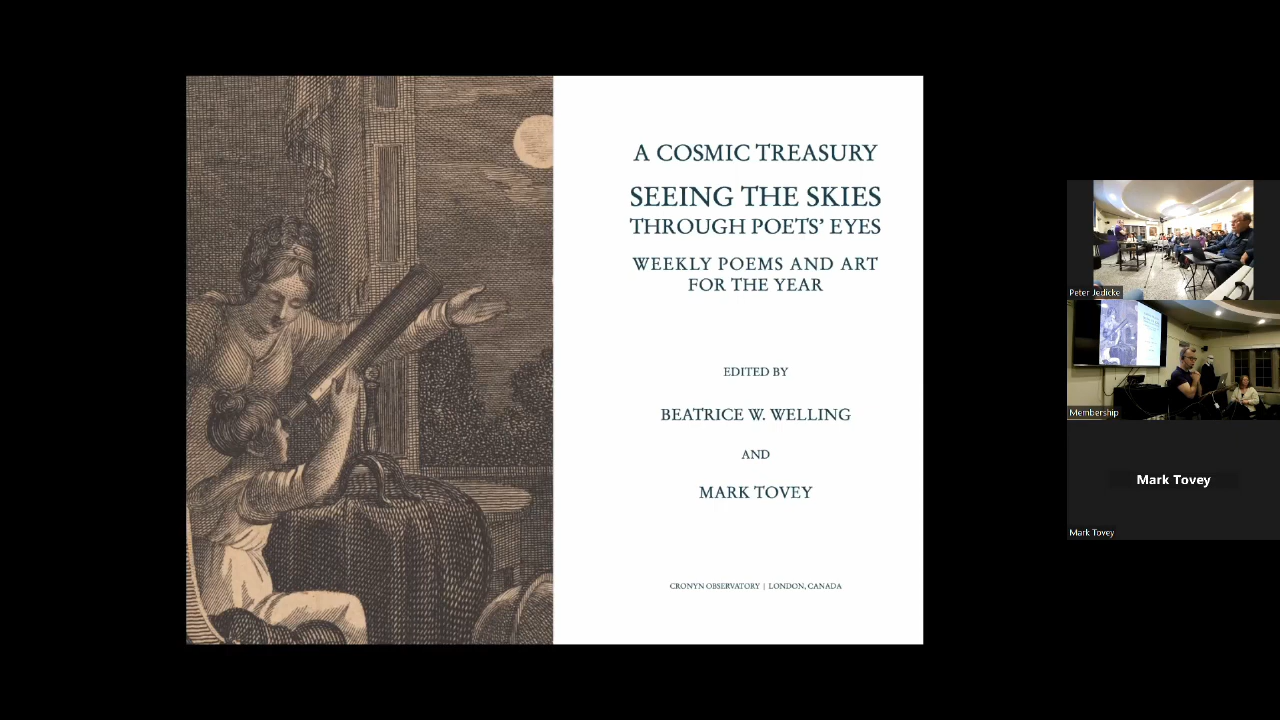 A COSMIC TREASURY
SEEING THE SKIES
THROUGH POETS' EYES
WEEKLY POEMS AND ART
FOR THE YEAR
EDITED BY
BEATRICE W. WELLING
AND
MARK TOVEY
CRONYN OBSERVATORY | LONDON, CANADA
Peter Jedicke
Membership
Mark Tovey
Mark Tovey